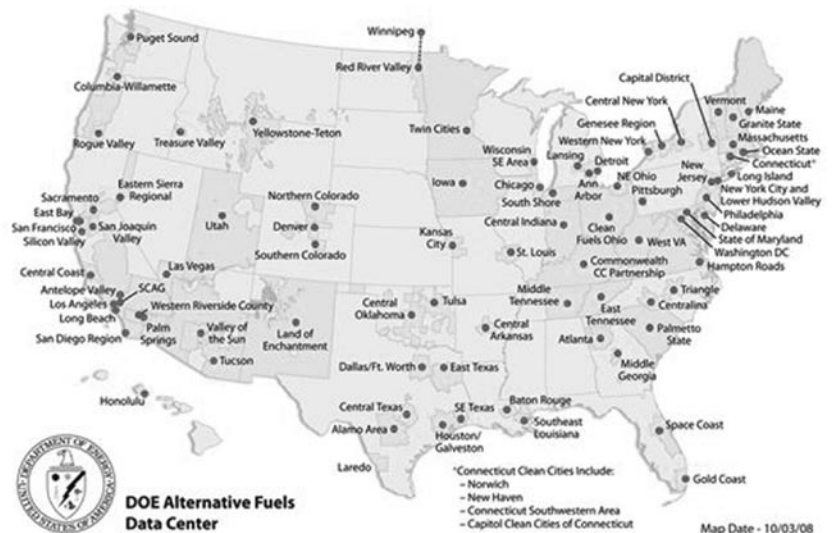 Winnipeg
Puget Sound
Red River Valley
Capital District
Columbia-Willamette
Central New York
Vermont
Maine
Genesee Region
Granite State
Western New York
Massachusetts
Rogue Valley
Treasure Valley
Yellowstone-Teton
Twin Cities
Wisconsin
SE Area
Lansing
Detroit
Ocean State
Connecticut*
Ann
Arbor
NE Ohio
New
Jersey
Long Island
Iowa
Chicago
Pittsburgh
New York City and
Lower Hudson Valley
South Shore
Eastern Sierra
Regional
Northern Colorado
Sacramento
East Bay
San Francisco
Silicon Valley
San Joaquin
Valley
Utah
Denver
Southern Colorado
Kansas
City
St. Louis
Central Indiana
Clean
Fuels Ohio
West VA
Philadelphia
Delaware
State of Maryland
Washington DC
Hampton Roads
Central Coast
Las Vegas
Commonwealth
CC Partnership
Antelope Valley
SCAG
Los Angeles
Western Riverside County
Long Beach
Palm
Springs
San Diego Region
Valley of
the Sun
Tucson
Land of
Enchantment
Central
Oklahoma
Tulsa
Middle
Tennessee
Triangle
Centralina
East
Tennessee
Palmetto
State
Central
Arkansas
Atlanta
Middle
Georgia
Dallas/Ft. Worth
East Texas
Honolulu
Central Texas
SE Texas
Baton Rouge
Alamo Area
Houston/
Galveston
Southeast
Louisiana
Space Coast
Laredo
Gold Coast
DEPARTMENT OF ENERGY
UNITED STATES OF AMERICA
DOE Alternative Fuels
Data Center
*Connecticut Clean Cities Include:
– Norwich
– New Haven
– Connecticut Southwestern Area
– Capitol Clean Cities of Connecticut
Map Date - 10/03/08